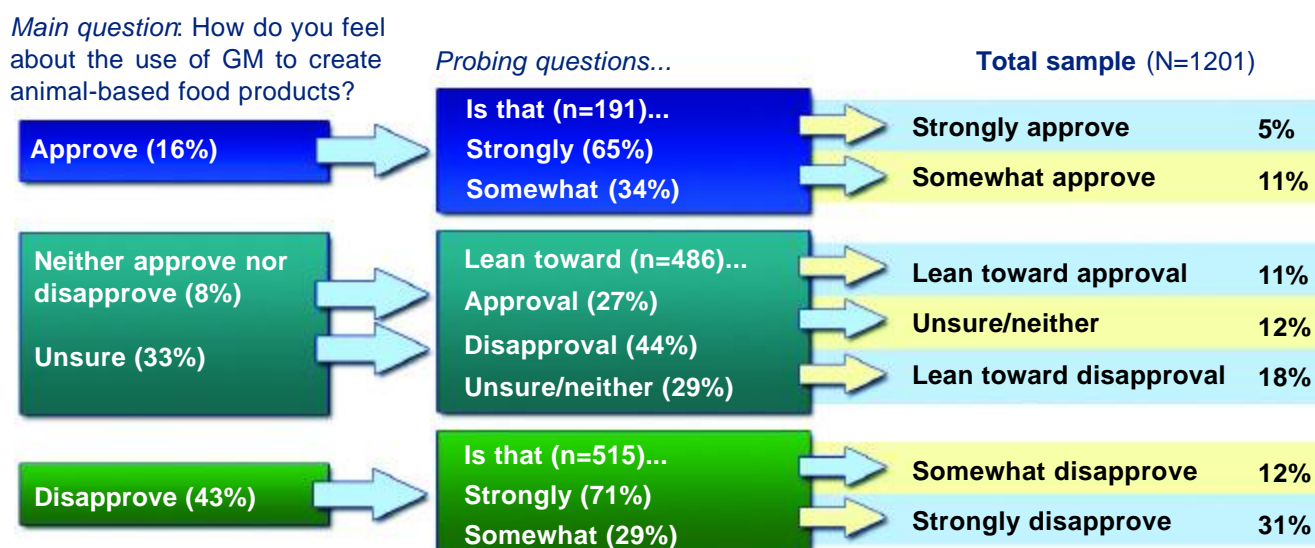 Main question: How do you feel
about the use of GM to create
animal-based food products?
Probing questions...
Total sample (N=1201)
Approve (16%)
Is that (n=191)...
Strongly (65%)
Somewhat (34%)
Strongly approve 5%
Somewhat approve 11%
Neither approve nor
disapprove (8%)
Unsure (33%)
Lean toward (n=486)...
Approval (27%)
Disapproval (44%)
Unsure/neither (29%)
Lean toward approval 11%
Unsure/neither 12%
Lean toward disapproval 18%
Disapprove (43%)
Is that (n=515)...
Strongly (71%)
Somewhat (29%)
Somewhat disapprove 12%
Strongly disapprove 31%